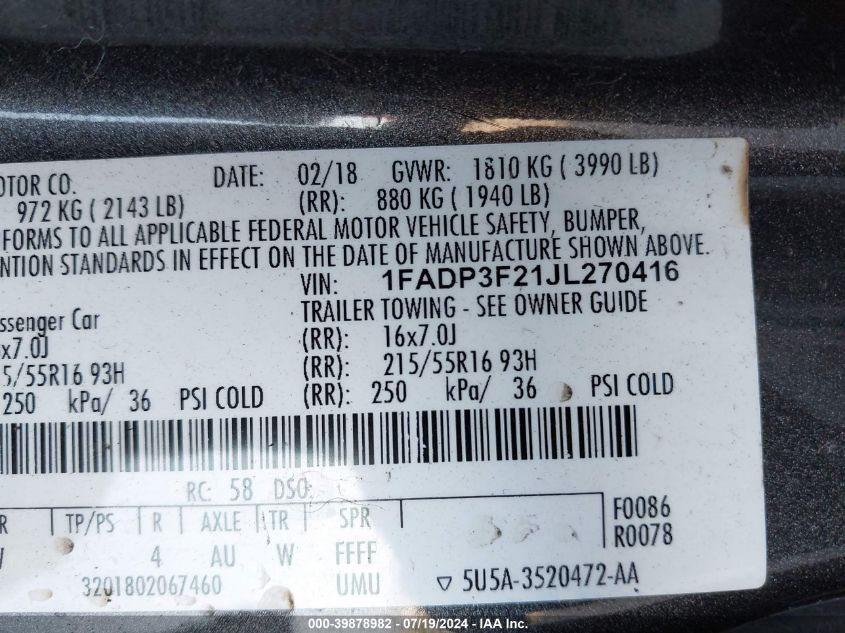 OTOR CO. DATE: 02/18 GVWR: 1810 KG ( 3990 LB)
972 KG ( 2143 LB) (RR): 880 KG ( 1940 LB)
FORMS TO ALL APPLICABLE FEDERAL MOTOR VEHICLE SAFETY, BUMPER,
NTION STANDARDS IN EFFECT ON THE DATE OF MANUFACTURE SHOWN ABOVE.
VIN: 1FADP3F21JL270416
TRAILER TOWING - SEE OWNER GUIDE
ssenger Car
x7.0J (RR): 16x7.0J
5/55R16 93H (RR): 215/55R16 93H
250 kPa/ 36 PSI COLD (RR): 250 kPa/ 36 PSI COLD
RC: 58 DSO:
R TP/PS R AXLE TR SPR F0086
4 AU W FFFF R0078
3201802067460 UMU 5U5A-3520472-AA
000-39878982 - 07/19/2024 - IAA Inc.